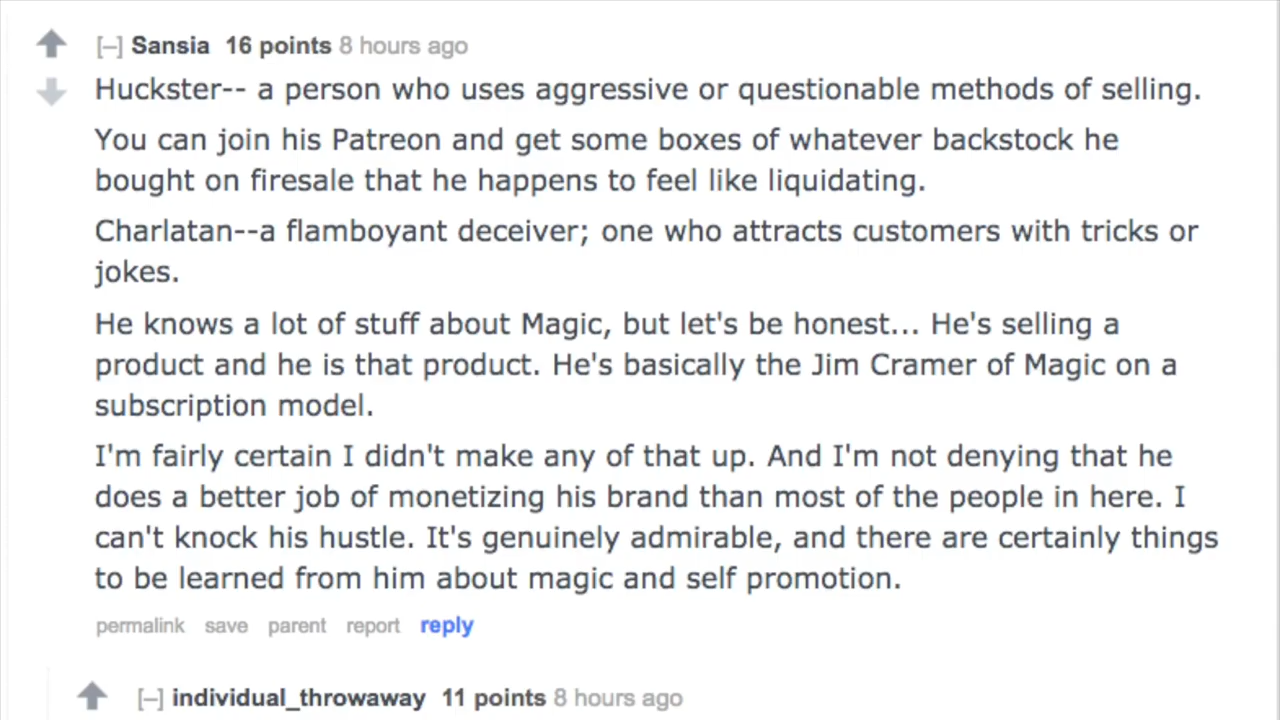 [–] Sansia 16 points 8 hours ago
Huckster-- a person who uses aggressive or questionable methods of selling.
You can join his Patreon and get some boxes of whatever backstock he
bought on firesale that he happens to feel like liquidating.
Charlatan--a flamboyant deceiver; one who attracts customers with tricks or
jokes.
He knows a lot of stuff about Magic, but let's be honest... He's selling a
product and he is that product. He's basically the Jim Cramer of Magic on a
subscription model.
I'm fairly certain I didn't make any of that up. And I'm not denying that he
does a better job of monetizing his brand than most of the people in here. I
can't knock his hustle. It's genuinely admirable, and there are certainly things
to be learned from him about magic and self promotion.
permalink save parent report reply
[–] individual_throwaway 11 points 8 hours ago